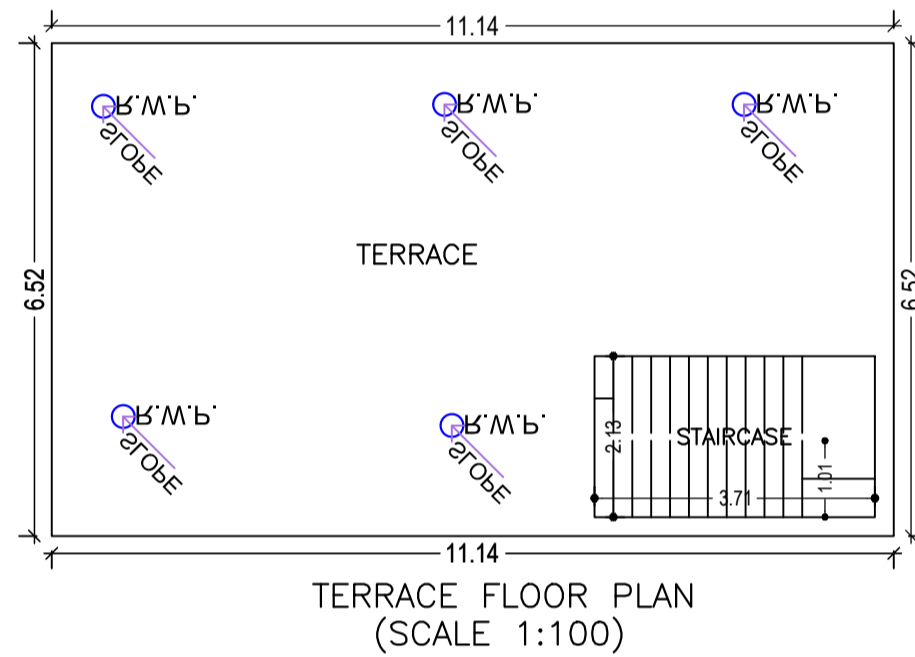 11.14
R.W.P.
SLOPE
R.W.P.
SLOPE
R.W.P.
SLOPE
TERRACE
6.52
6.52
R.W.P.
SLOPE
R.W.P.
SLOPE
2.13
STAIRCASE
1.01
3.71
11.14
TERRACE FLOOR PLAN
(SCALE 1:100)